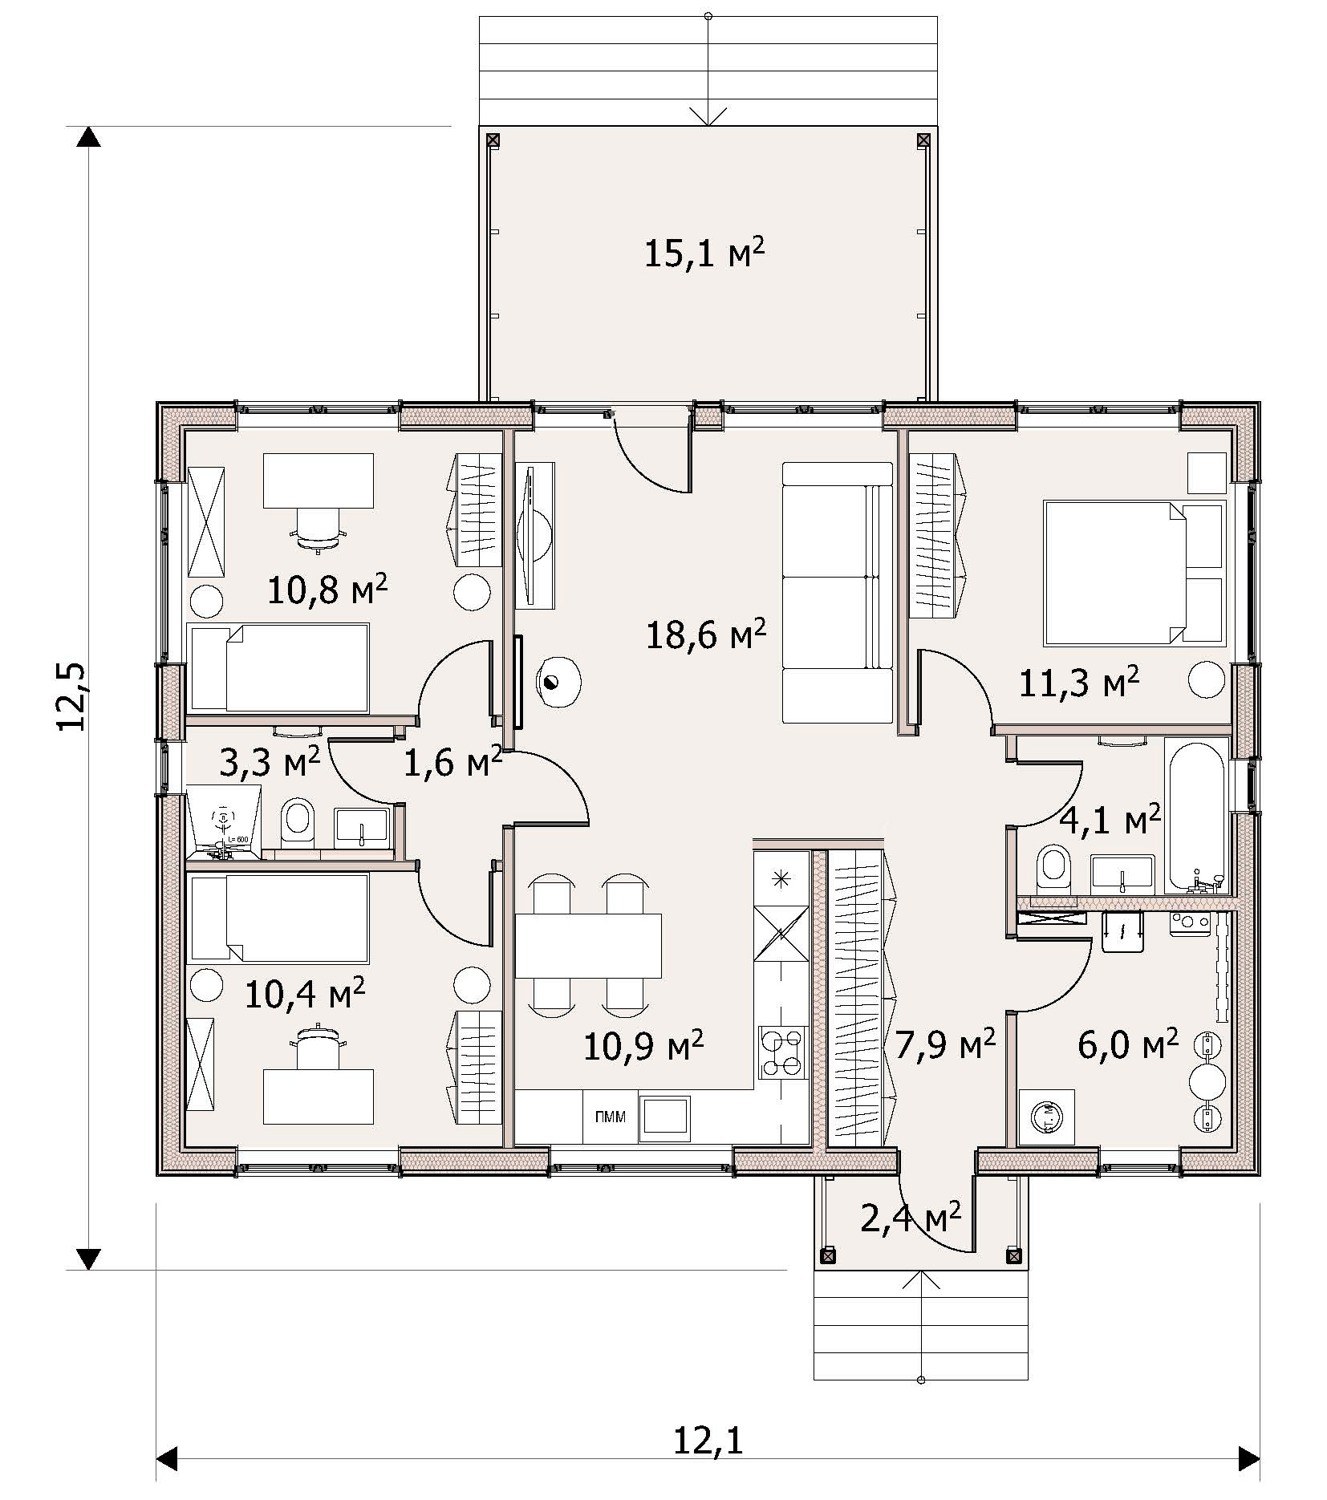 15,1 м²
10,8 м²
18,6 м²
11,3 м²
12,5
3,3 м²
1,6 м²
4,1 м²
L=600
10,4 м²
10,9 м²
7,9 м²
6,0 м²
ПММ
СТ.М.
2,4 м²
12,1